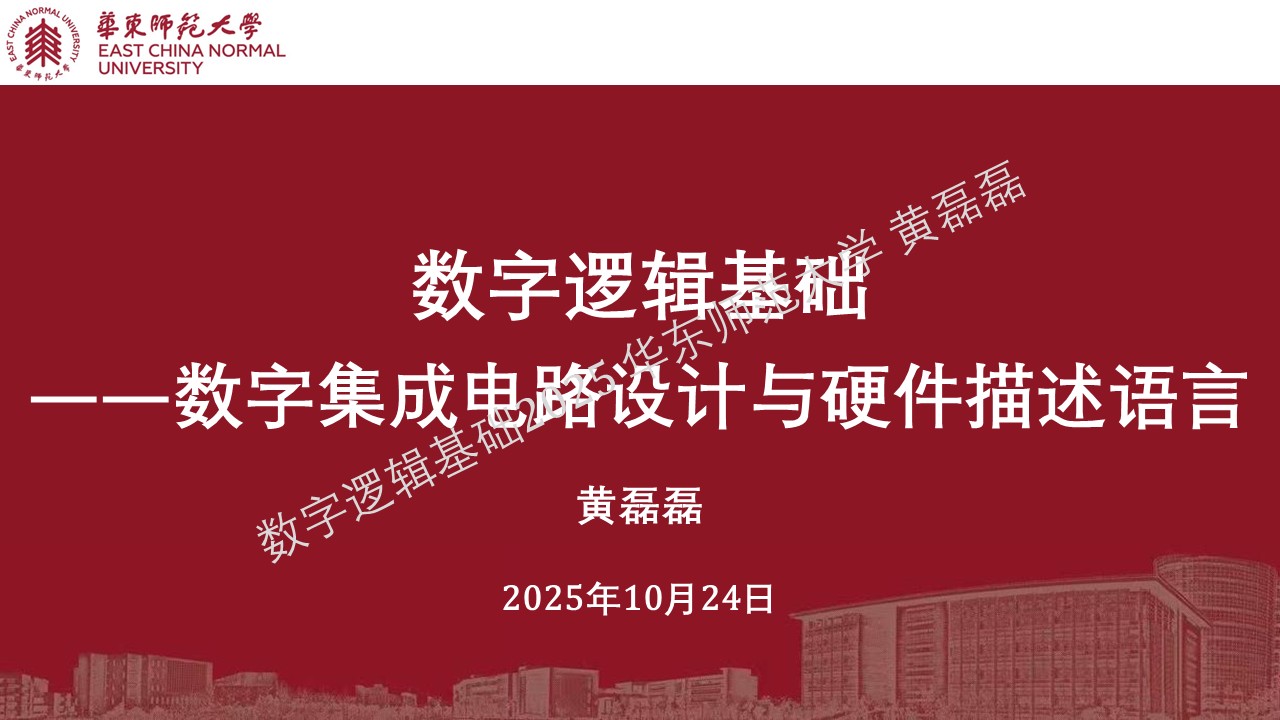 EAST CHINA NORMAL UNIVERSITY
華東師范大學
華東師范大學
EAST CHINA NORMAL
UNIVERSITY
数字逻辑基础
——数字集成电路设计与硬件描述语言
黄磊磊
2025年10月24日
数字逻辑基础2025 华东师范大学 黄磊磊